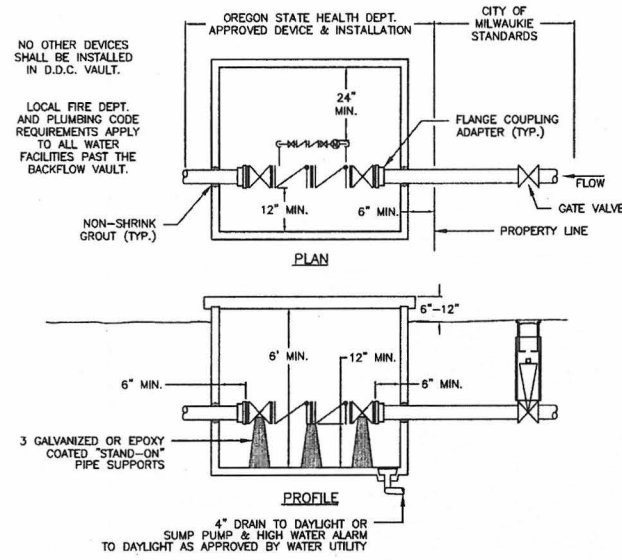 OREGON STATE HEALTH DEPT.
APPROVED DEVICE & INSTALLATION
CITY OF
MILWAUKIE
STANDARDS
NO OTHER DEVICES
SHALL BE INSTALLED
IN D.D.C. VAULT.
LOCAL FIRE DEPT.
AND PLUMBING CODE
REQUIREMENTS APPLY
TO ALL WATER
FACILITIES PAST THE
BACKFLOW VAULT.
24"
MIN.
FLANGE COUPLING
ADAPTER (TYP.)
FLOW
12" MIN.
6" MIN.
GATE VALVE
NON-SHRINK
GROUT (TYP.)
PROPERTY LINE
PLAN
6"-12"
6' MIN.
12" MIN.
6" MIN.
6" MIN.
3 GALVANIZED OR EPOXY
COATED "STAND-ON"
PIPE SUPPORTS
PROFILE
4" DRAIN TO DAYLIGHT OR
SUMP PUMP & HIGH WATER ALARM
TO DAYLIGHT AS APPROVED BY WATER UTILITY